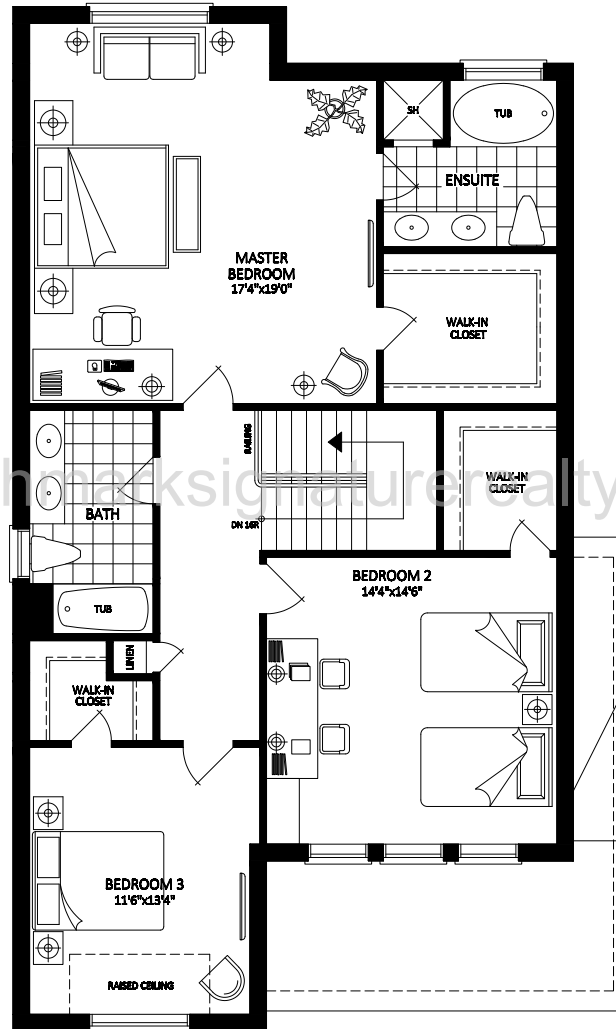 SH
TUB
ENSUITE
MASTER
BEDROOM
17'4"x19'0"
WALK-IN
CLOSET
RAILING
hmarksignaturerealty
WALK-IN
CLOSET
BATH
DN 16R
BEDROOM 2
14'4"x14'6"
TUB
LINEN
WALK-IN
CLOSET
BEDROOM 3
11'6"x13'4"
RAISED CEILING